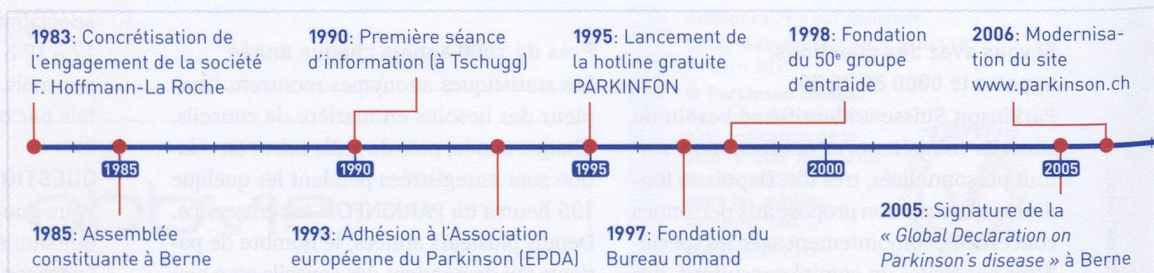 1983: Concrétisation de
l'engagement de la société
F. Hoffmann-La Roche
1990: Première séance
d'information (à Tschugg)
1995: Lancement de
la hotline gratuite
PARKINFON
1998: Fondation
du 50e groupe
d'entraide
2006: Modernisa-
tion du site
www.parkinson.ch
1985
1990
1995
2000
2005
1985: Assemblée
constituante à Berne
1993: Adhésion à l'Association
européenne du Parkinson (EPDA)
1997: Fondation du
Bureau romand
2005: Signature de la
« Global Declaration on
Parkinson's disease » à Berne